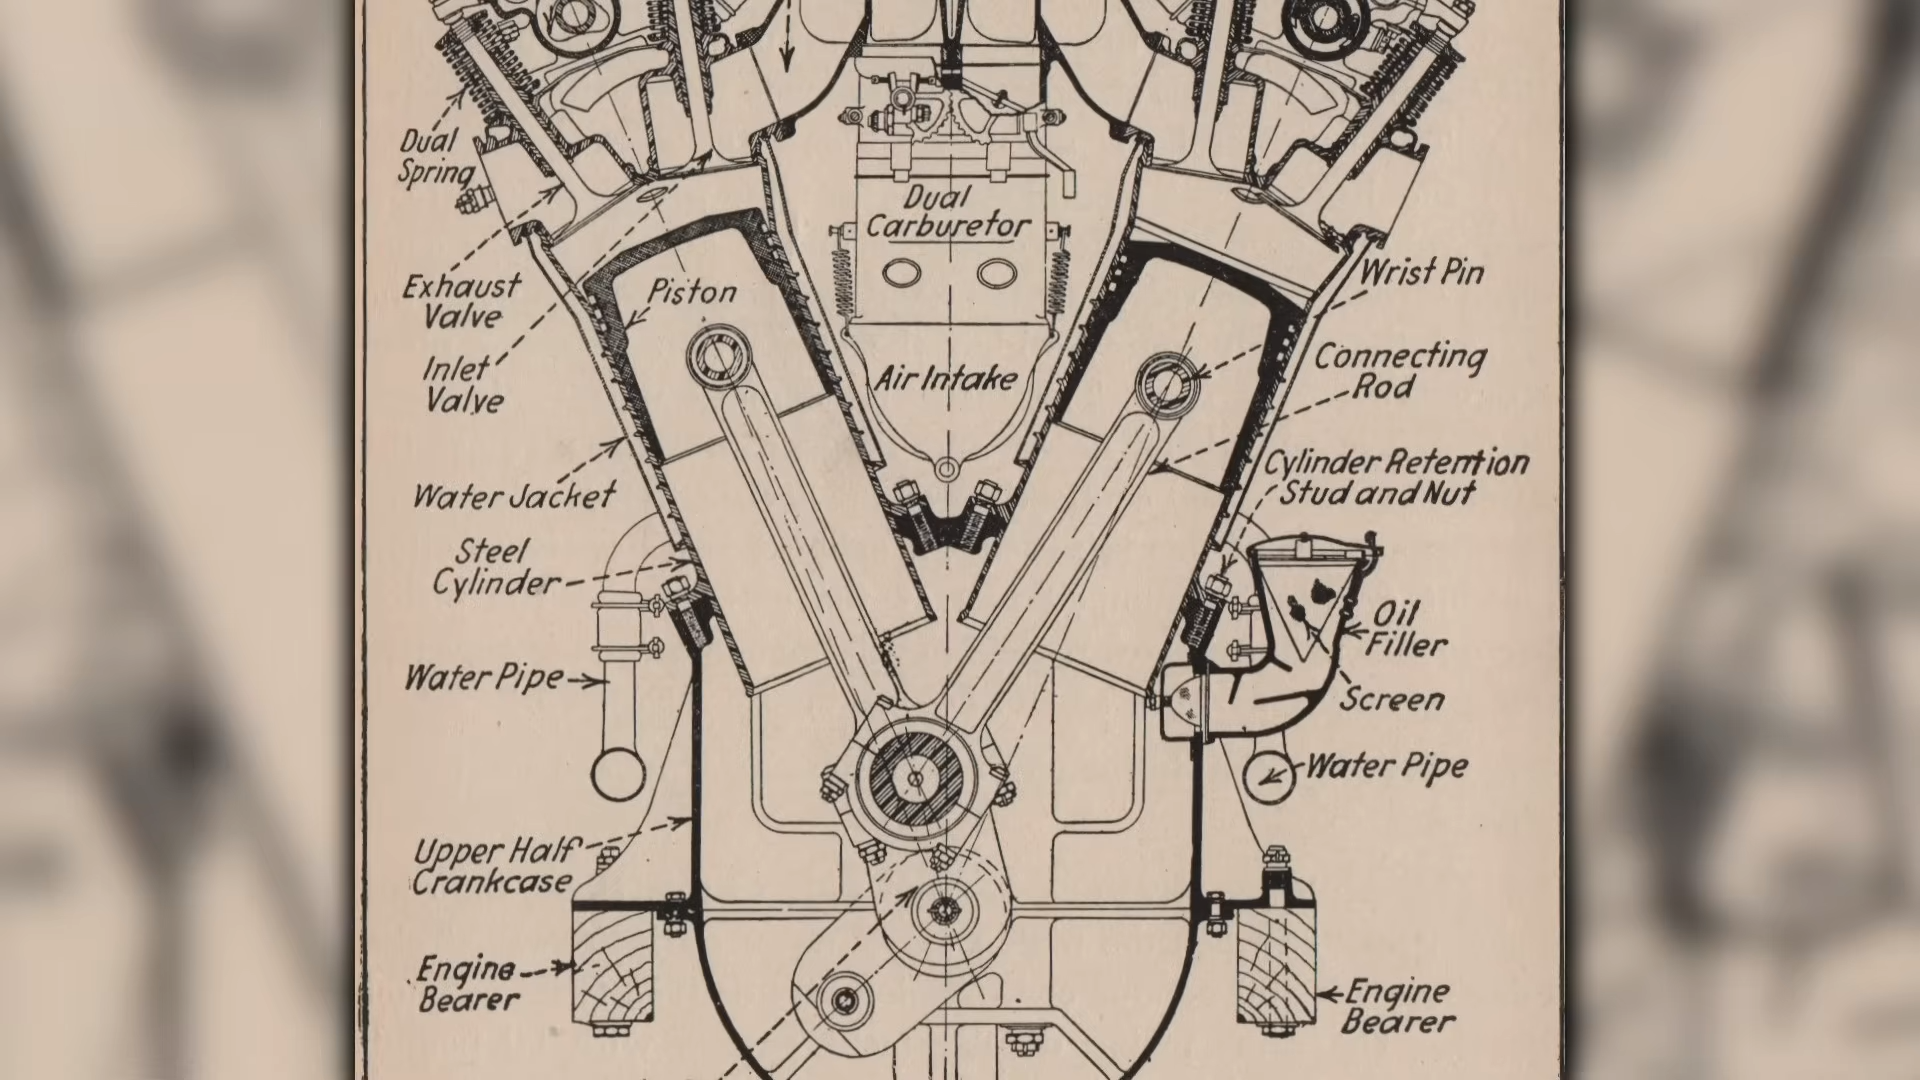 Dual
Spring
Exhaust
Valve
Inlet
Valve
Water Jacket
Steel
Cylinder
Water Pipe
Upper Half
Crankcase
Engine
Bearer
Piston
Dual
Carburetor
Air Intake
Wrist Pin
Connecting
Rod
Cylinder Retention
Stud and Nut
Oil
Filler
Screen
Water Pipe
Engine
Bearer